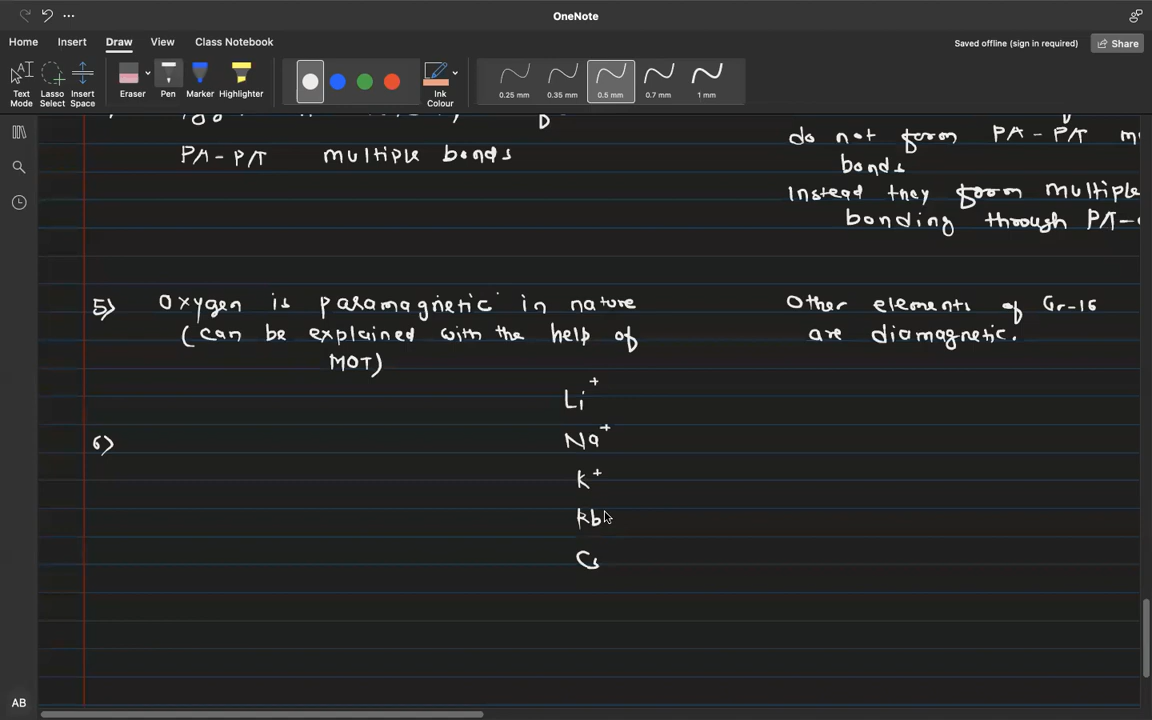 OneNote
Home Insert Draw View Class Notebook
Saved offline (sign in required) Share
Text Mode
Lasso Select
Insert Space
Eraser
Pen
Marker
Highlighter
Ink Colour
0.25 mm 0.35 mm 0.5 mm 0.7 mm 1 mm
Pπ - Pπ multiple bonds
do not form Pπ - Pπ m
bonds
Instead they form multiple
bonding through Pπ-
5) Oxygen is paramagnetic in nature
(can be explained with the help of
MOT)
Other elements of Gr-16
are diamagnetic.
Li+
6) Na+
K+
Rb
Cs
AB